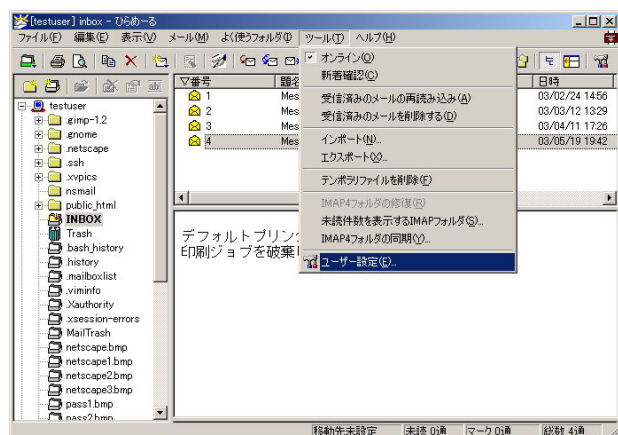 [testuser] inbox - ひらめーる
ファイル(F) 編集(E) 表示(V) メール(M) よく使うフォルダ(I) ツール(T) ヘルプ(H)
▽番号 題名 日時
1 Mes 03/02/24 14:56
2 Mes 03/03/12 13:29
3 Mes 03/04/11 17:26
4 Mes 03/05/19 19:42
オンライン(O)
新着確認(C)
受信済みのメールの再読み込み(A)
受信済みのメールを削除する(D)
インポート(N)...
エクスポート(X)...
テンポラリファイルを削除(F)
IMAP4フォルダの修復(R)
未読件数を表示するIMAPフォルダ(S)...
IMAP4フォルダの同期(Y)...
ユーザー設定(E)...
testuser
.gimp-1.2
.gnome
.netscape
.ssh
.xvpics
nsmail
public_html
INBOX
Trash
.bash_history
.history
.mailboxlist
.viminfo
.Xauthority
.xsession-errors
MailTrash
netscape.bmp
netscape1.bmp
netscape2.bmp
netscape3.bmp
pass1.bmp
pass2.bmp
デフォルトプリン
印刷ジョブを破棄
移動先未設定 未読 0通 マーク 0通 総数 4通